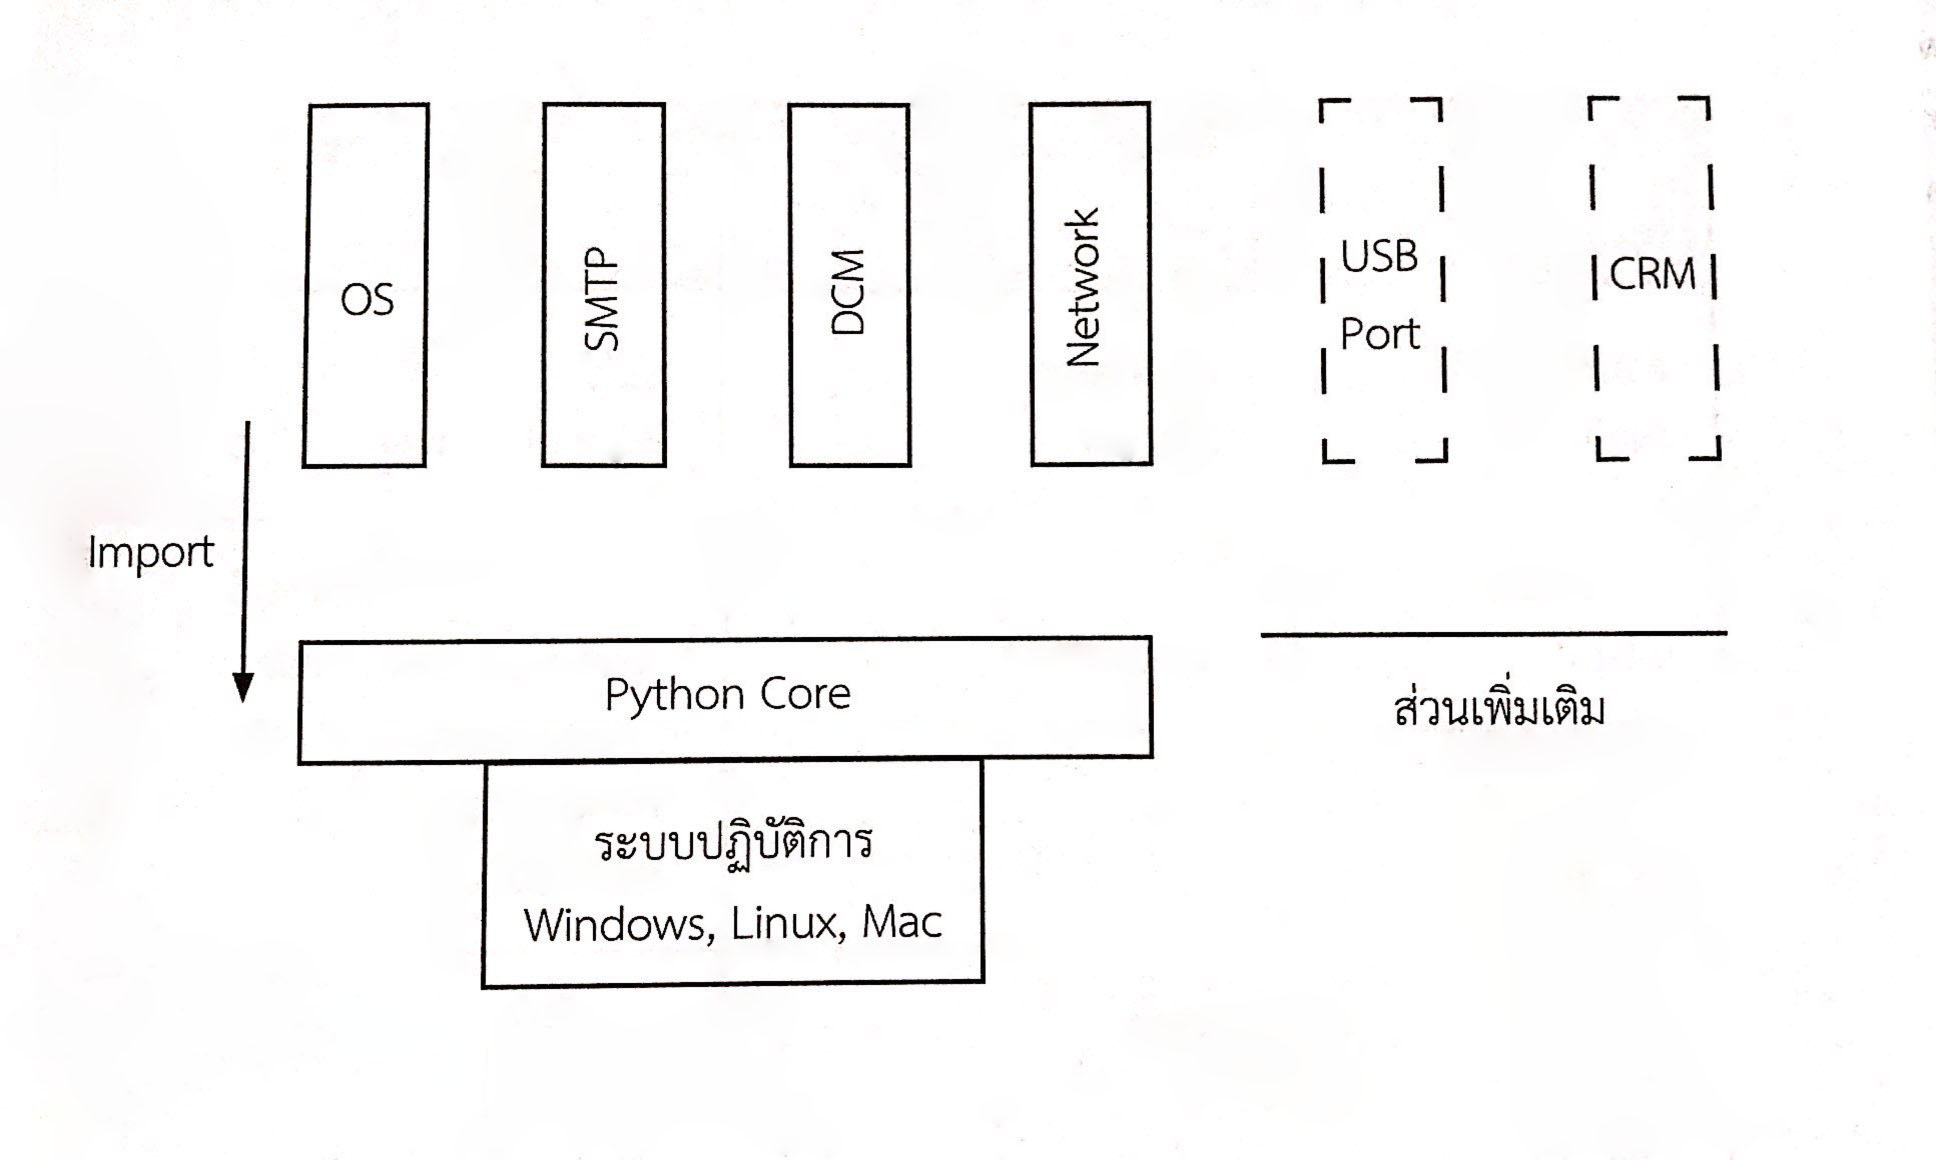 OS
SMTP
DCM
Network
USB
Port
CRM
Import
Python Core
ส่วนเพิ่มเติม
ระบบปฏิบัติการ
Windows, Linux, Mac